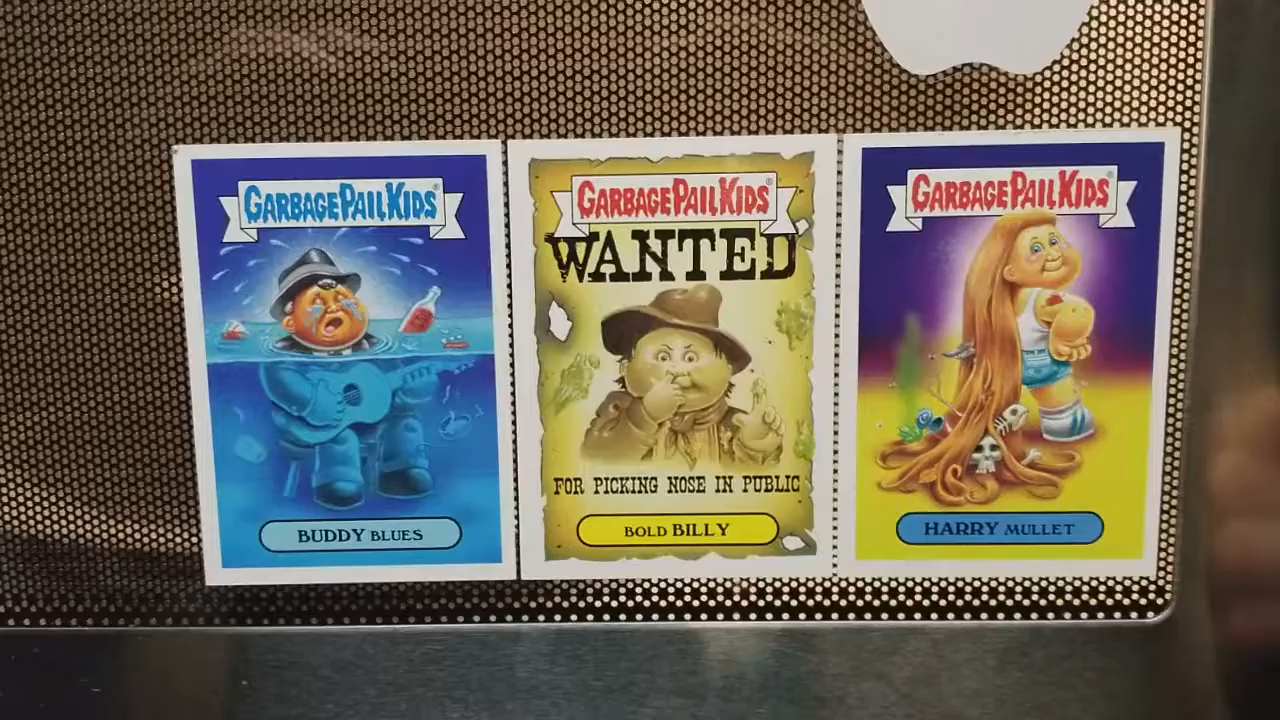 GARBAGE PAIL KIDS®
BUDDY BLUES
GARBAGE PAIL KIDS®
WANTED
FOR PICKING NOSE IN PUBLIC
BOLD BILLY
GARBAGE PAIL KIDS®
HARRY MULLET